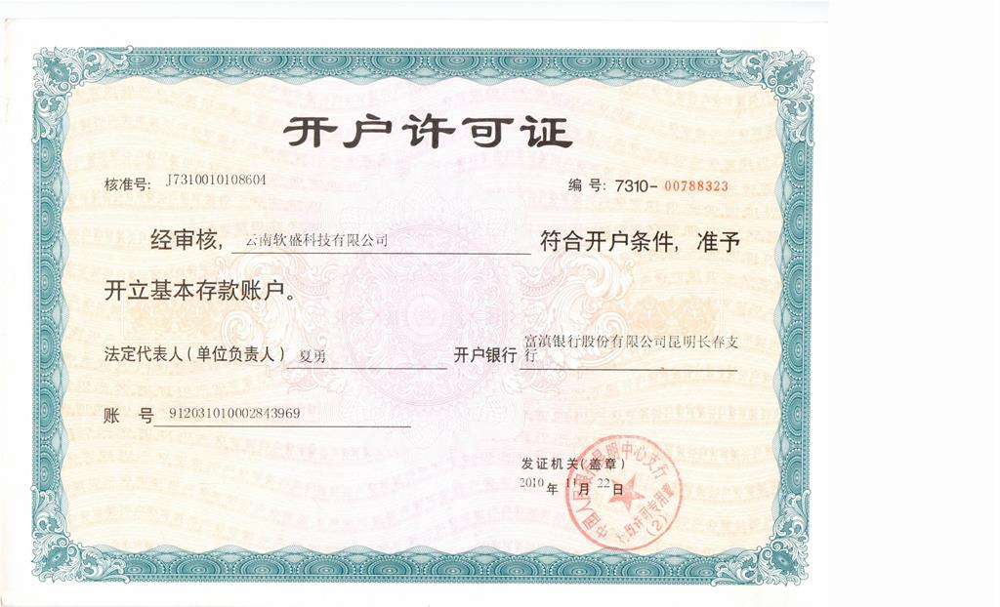 开户许可证
核准号: J7310010108604
编 号: 7310-00788323
经审核, 云南软盛科技有限公司 符合开户条件, 准予
开立基本存款账户。
法定代表人(单位负责人) 夏勇 开户银行 富滇银行股份有限公司昆明长春支
行
账 号 912031010002843969
发证机关(盖章)
2010 年 11 月 22 日
中国人民银行昆明中心支行
行政许可专用章
(2)